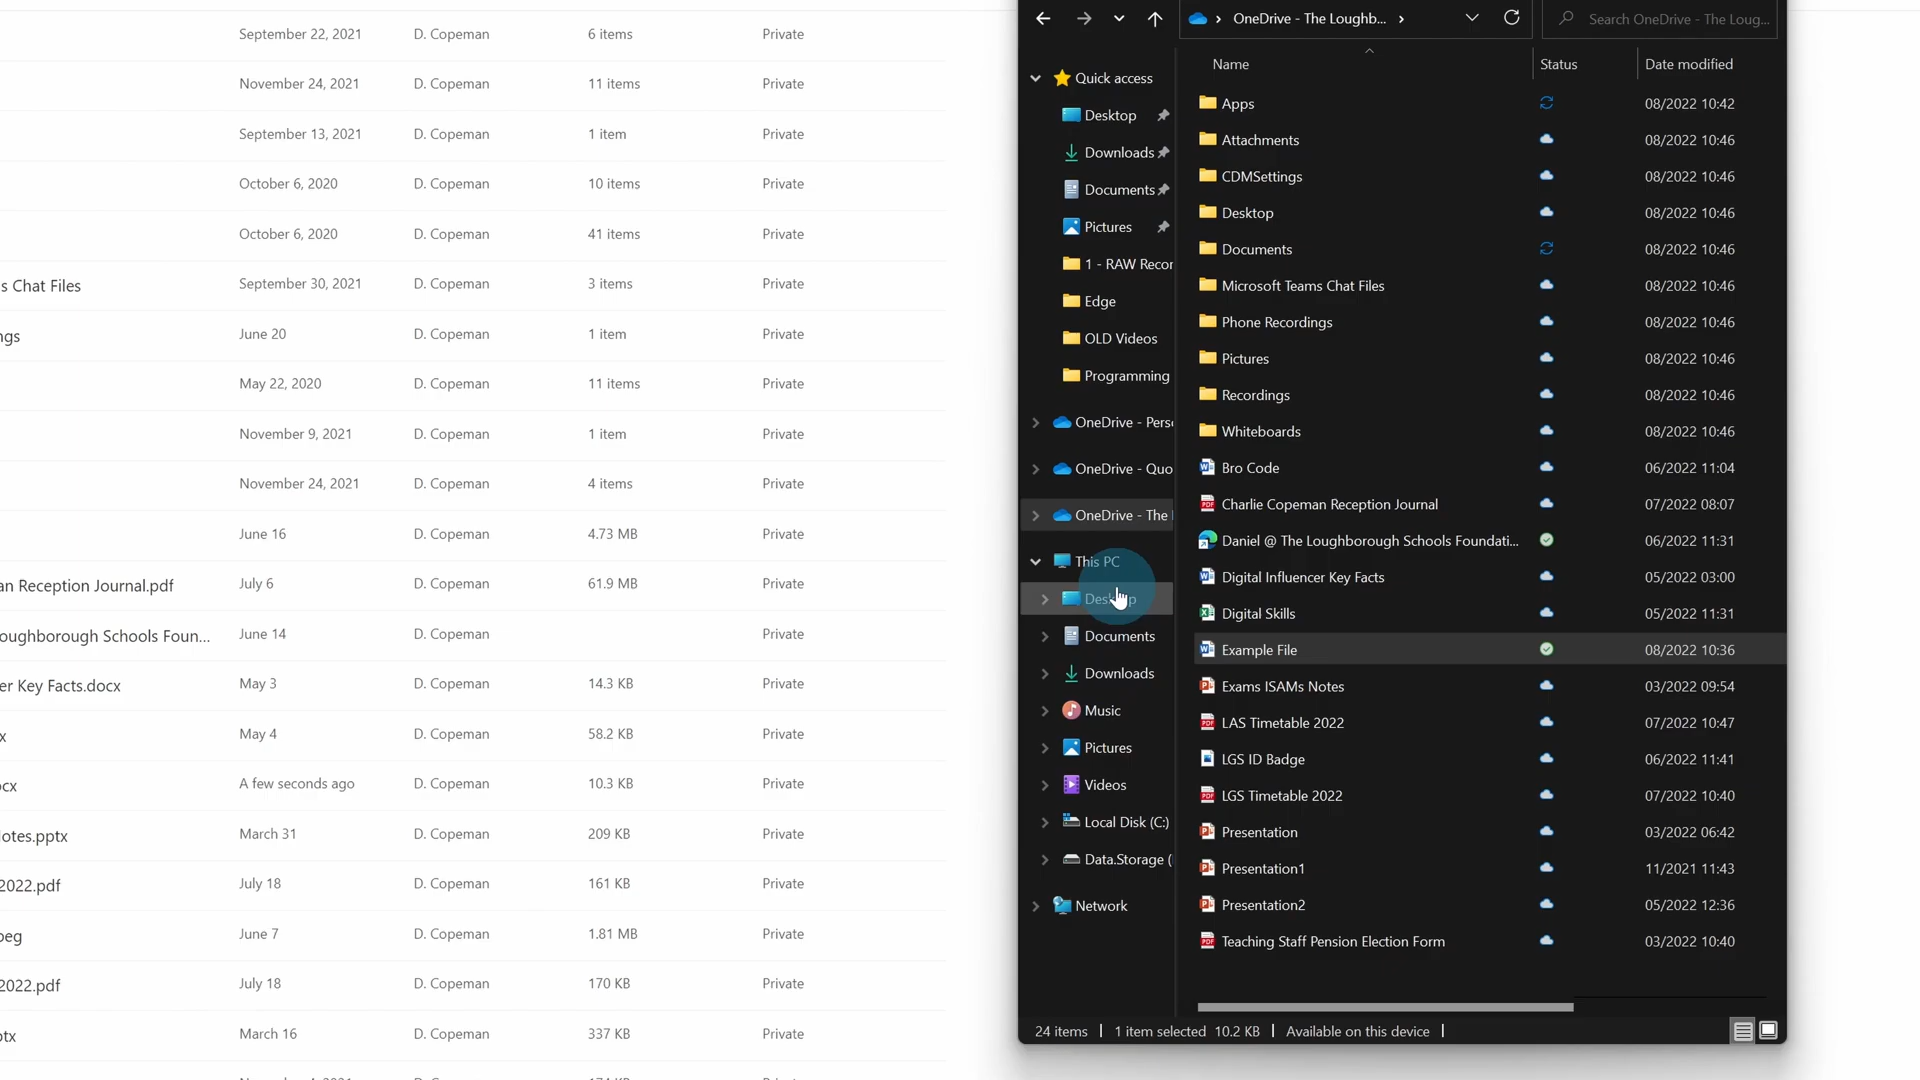 September 22, 2021 D. Copeman 6 items Private
November 24, 2021 D. Copeman 11 items Private
September 13, 2021 D. Copeman 1 item Private
October 6, 2020 D. Copeman 10 items Private
October 6, 2020 D. Copeman 41 items Private
s Chat Files September 30, 2021 D. Copeman 3 items Private
ngs June 20 D. Copeman 1 item Private
May 22, 2020 D. Copeman 11 items Private
November 9, 2021 D. Copeman 1 item Private
November 24, 2021 D. Copeman 4 items Private
June 16 D. Copeman 4.73 MB Private
an Reception Journal.pdf July 6 D. Copeman 61.9 MB Private
oughborough Schools Foun... June 14 D. Copeman Private
er Key Facts.docx May 3 D. Copeman 14.3 KB Private
x May 4 D. Copeman 58.2 KB Private
ocx A few seconds ago D. Copeman 10.3 KB Private
lotes.pptx March 31 D. Copeman 209 KB Private
2022.pdf July 18 D. Copeman 161 KB Private
peg June 7 D. Copeman 1.81 MB Private
2022.pdf July 18 D. Copeman 170 KB Private
ptx March 16 D. Copeman 337 KB Private
OneDrive - The Loughb...
Search OneDrive - The Loug...
Quick access
Desktop
Downloads
Documents
Pictures
1 - RAW Recor
Edge
OLD Videos
Programming
OneDrive - Perso
OneDrive - Quo
OneDrive - The
This PC
Desktop
Documents
Downloads
Music
Pictures
Videos
Local Disk (C:)
Data.Storage (
Network
Name Status Date modified
Apps 08/2022 10:42
Attachments 08/2022 10:46
CDMSettings 08/2022 10:46
Desktop 08/2022 10:46
Documents 08/2022 10:46
Microsoft Teams Chat Files 08/2022 10:46
Phone Recordings 08/2022 10:46
Pictures 08/2022 10:46
Recordings 08/2022 10:46
Whiteboards 08/2022 10:46
Bro Code 06/2022 11:04
Charlie Copeman Reception Journal 07/2022 08:07
Daniel @ The Loughborough Schools Foundati... 06/2022 11:31
Digital Influencer Key Facts 05/2022 03:00
Digital Skills 05/2022 11:31
Example File 08/2022 10:36
Exams ISAMs Notes 03/2022 09:54
LAS Timetable 2022 07/2022 10:47
LGS ID Badge 06/2022 11:41
LGS Timetable 2022 07/2022 10:40
Presentation 03/2022 06:42
Presentation1 11/2021 11:43
Presentation2 05/2022 12:36
Teaching Staff Pension Election Form 03/2022 10:40
24 items 1 item selected 10.2 KB Available on this device